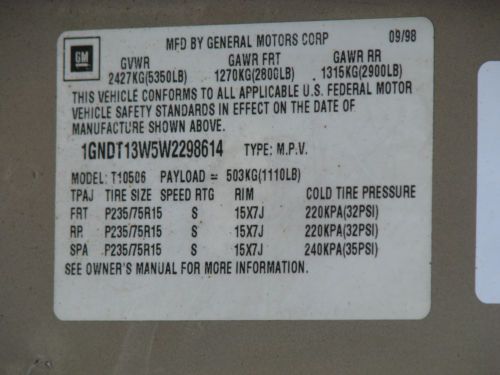 GM
MFD BY GENERAL MOTORS CORP 09/98
GVWR GAWR FRT GAWR RR
2427KG(5350LB) 1270KG(2800LB) 1315KG(2900LB)
THIS VEHICLE CONFORMS TO ALL APPLICABLE U.S. FEDERAL MOTOR
VEHICLE SAFETY STANDARDS IN EFFECT ON THE DATE OF
MANUFACTURE SHOWN ABOVE.
1GNDT13W5W2298614 TYPE: M.P.V.
MODEL: T10506 PAYLOAD = 503KG(1110LB)
TPAJ TIRE SIZE SPEED RTG RIM COLD TIRE PRESSURE
FRT P235/75R15 S 15X7J 220KPA(32PSI)
RR P235/75R15 S 15X7J 220KPA(32PSI)
SPA P235/75R15 S 15X7J 240KPA(35PSI)
SEE OWNER'S MANUAL FOR MORE INFORMATION.